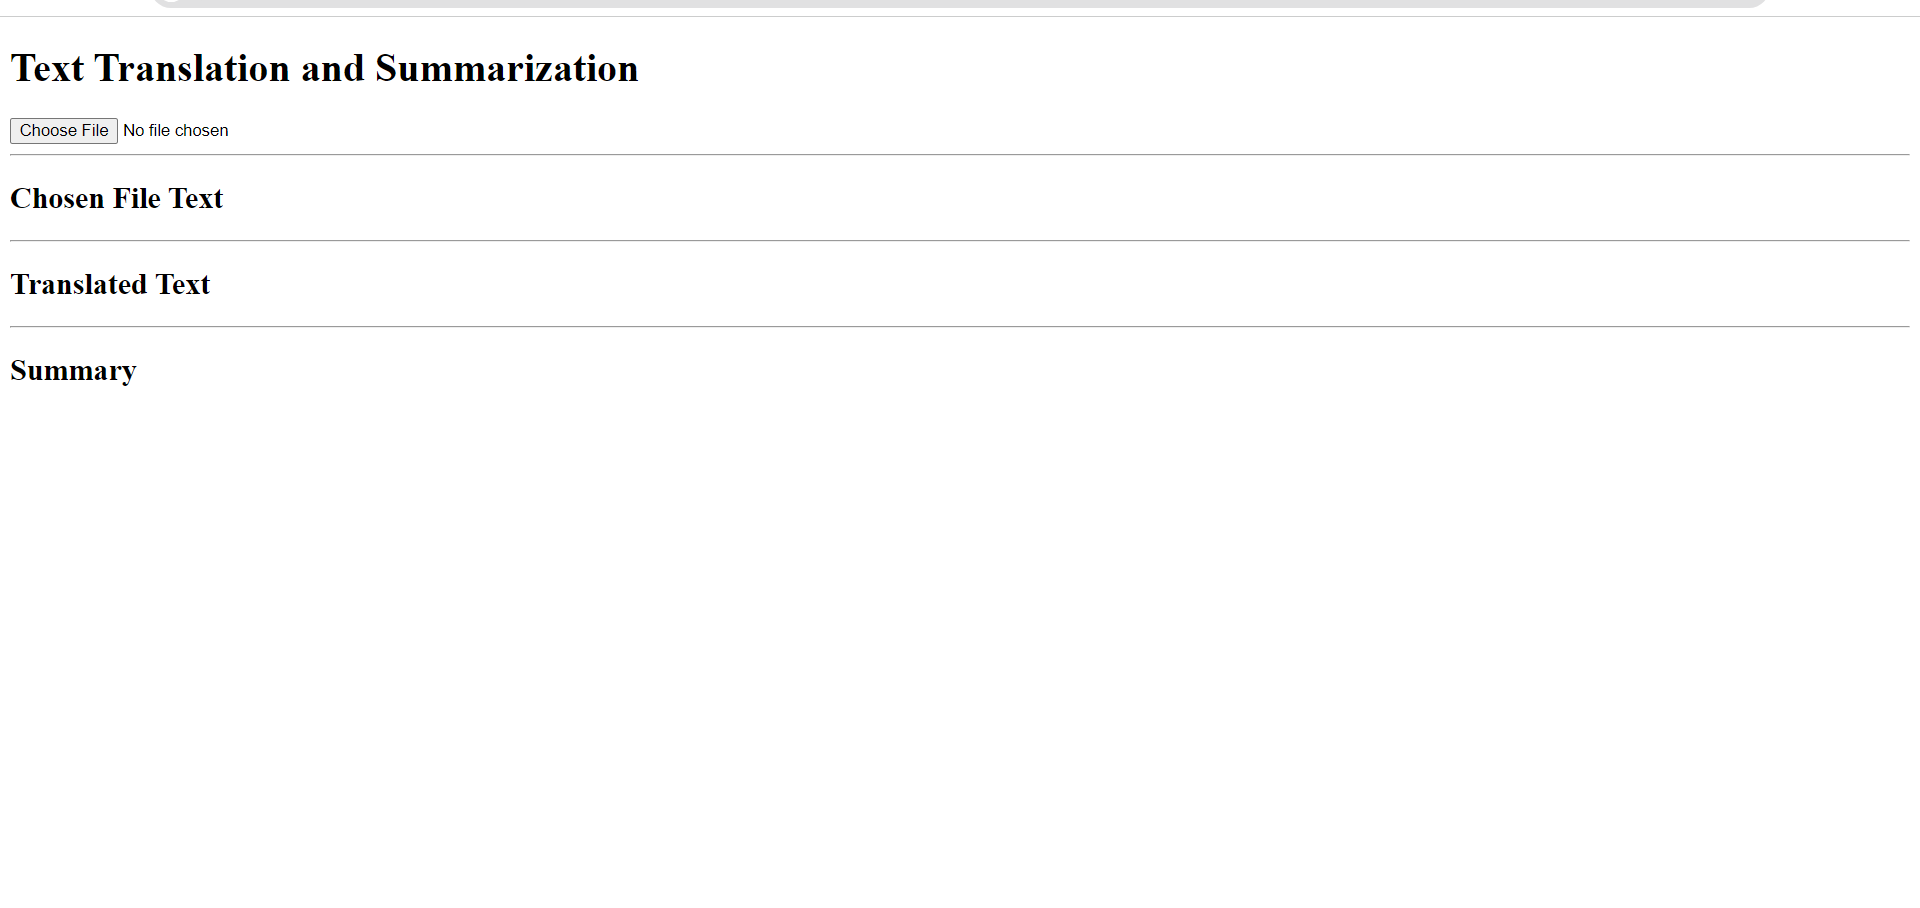 Text Translation and Summarization
Choose File No file chosen
Chosen File Text
Translated Text
Summary